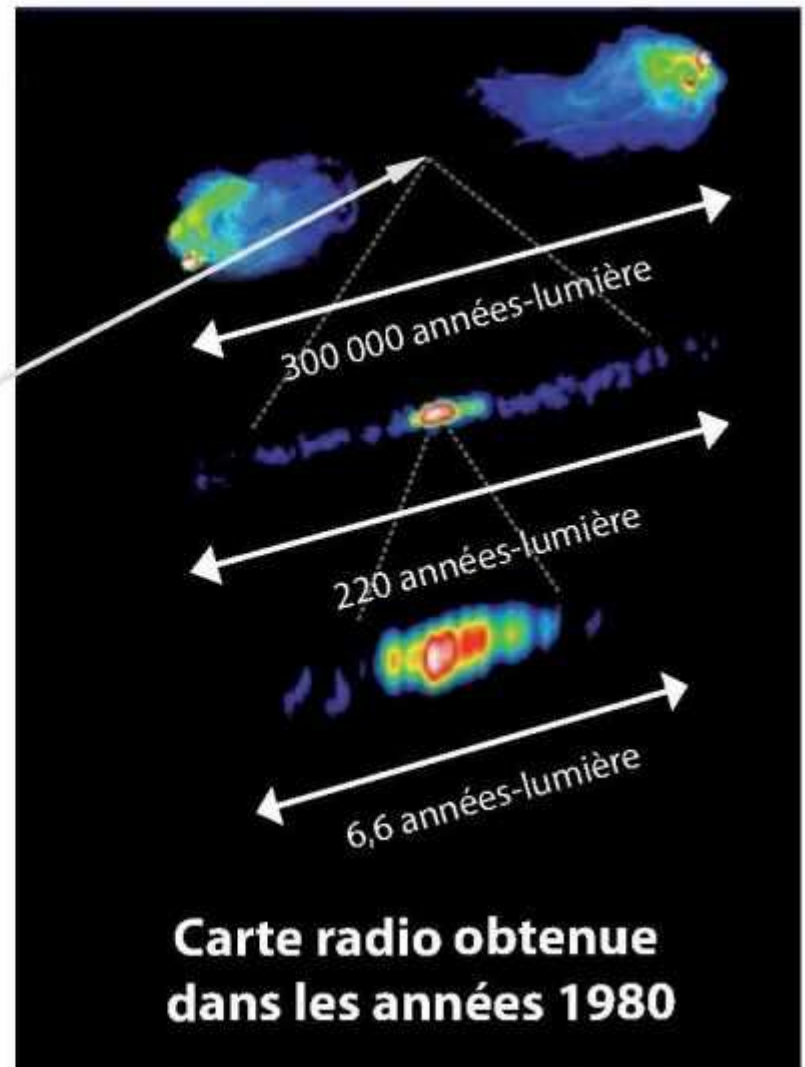 300 000 années-lumière
220 années-lumière
6,6 années-lumière
Carte radio obtenue
dans les années 1980